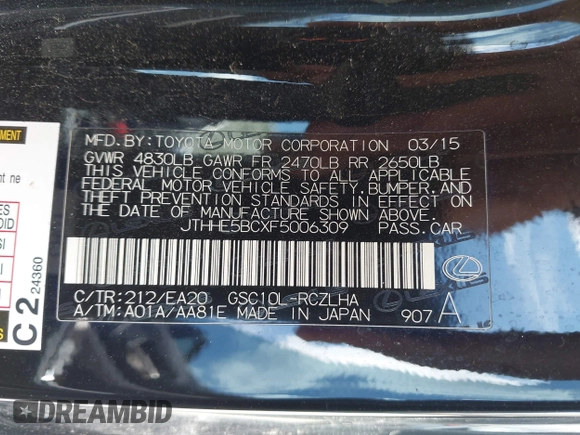 MFD.BY:TOYOTA MOTOR CORPORATION 03/15
GVWR 4830LB GAWR FR 2470LB RR 2650LB
THIS VEHICLE CONFORMS TO ALL APPLICABLE
FEDERAL MOTOR VEHICLE SAFETY,BUMPER,AND
THEFT PREVENTION STANDARDS IN EFFECT ON
THE DATE OF MANUFACTURE SHOWN ABOVE.
JTHHE5BCXF5006309 PASS.CAR
C/TR:212/EA20 GSC10L-RCZLHA
A/TM:A01A/AA81E MADE IN JAPAN 907 A
C2
24360
DREAMBID